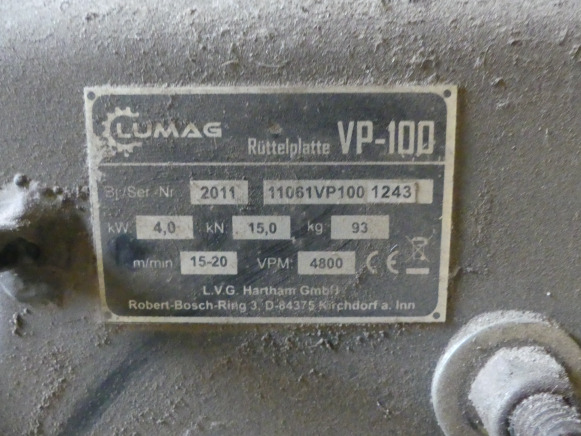 LUMAG Rüttelplatte VP-100
Bj/Ser-Nr 2011 11061VP100 1243
kW 4,0 kN 15,0 kg 93
m/min 15-20 VPM: 4800 CE
L.V.G. Hartham GmbH
Robert-Bosch-Ring 3, D-84375 Kirchdorf a. Inn